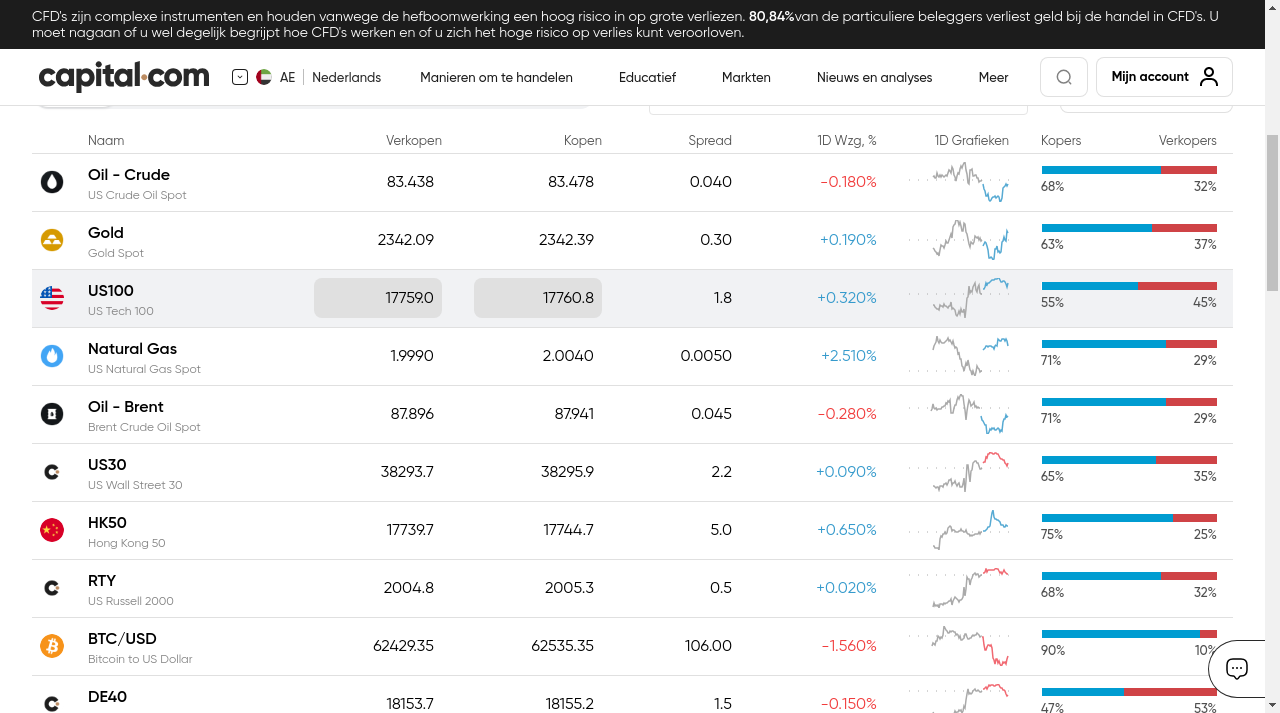 CFD's zijn complexe instrumenten en houden vanwege de hefboomwerking een hoog risico in op grote verliezen. 80,84%van de particuliere beleggers verliest geld bij de handel in CFD's. U
moet nagaan of u wel degelijk begrijpt hoe CFD's werken en of u zich het hoge risico op verlies kunt veroorloven.
capital.com AE Nederlands Manieren om te handelen Educatief Markten Nieuws en analyses Meer Mijn account
Naam Verkopen Kopen Spread 1D Wzg, % 1D Grafieken Kopers Verkopers
Oil - Crude 83.438 83.478 0.040 -0.180%
US Crude Oil Spot 68% 32%
Gold 2342.09 2342.39 0.30 +0.190%
Gold Spot 63% 37%
US100 17759.0 17760.8 1.8 +0.320%
US Tech 100 55% 45%
Natural Gas 1.9990 2.0040 0.0050 +2.510%
US Natural Gas Spot 71% 29%
Oil - Brent 87.896 87.941 0.045 -0.280%
Brent Crude Oil Spot 71% 29%
US30 38293.7 38295.9 2.2 +0.090%
US Wall Street 30 65% 35%
HK50 17739.7 17744.7 5.0 +0.650%
Hong Kong 50 75% 25%
RTY 2004.8 2005.3 0.5 +0.020%
US Russell 2000 68% 32%
BTC/USD 62429.35 62535.35 106.00 -1.560%
Bitcoin to US Dollar 90% 10%
DE40 18153.7 18155.2 1.5 -0.150%
47% 53%